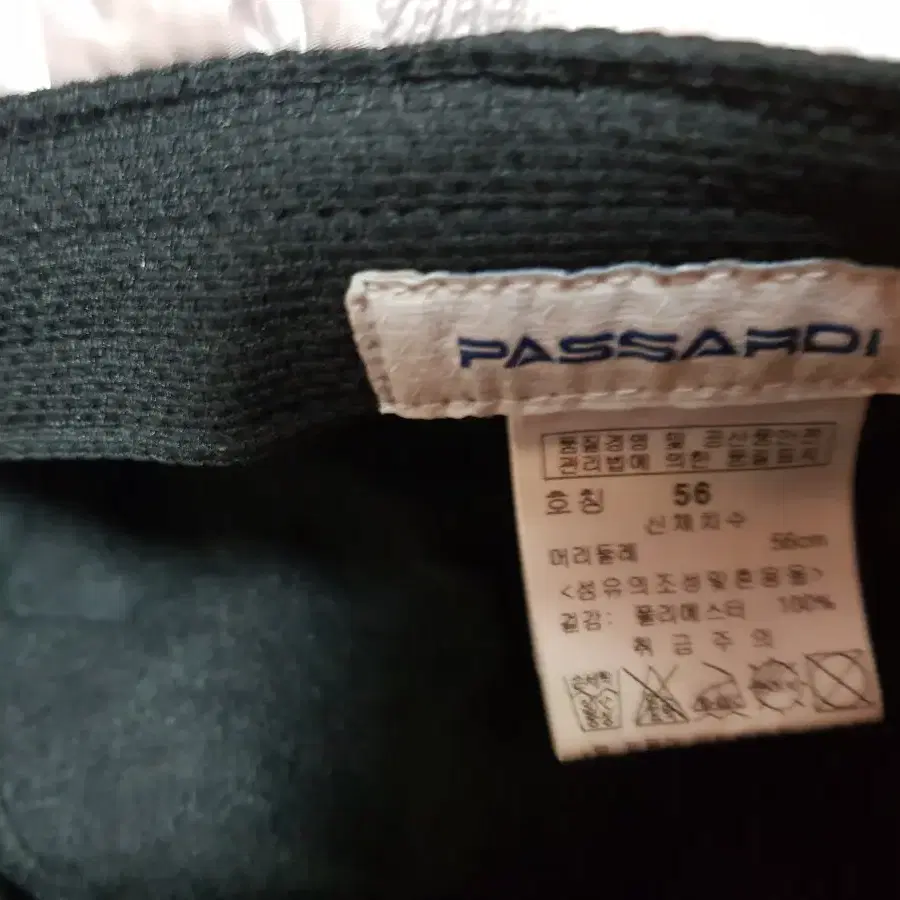 PASSARDI
품질경영 및 공산품안전
관리법에 의한 품질표시
호칭 56
신체치수
머리둘레 56cm
<섬유의조성및혼용율>
겉감: 폴리에스터 100%
취급주의